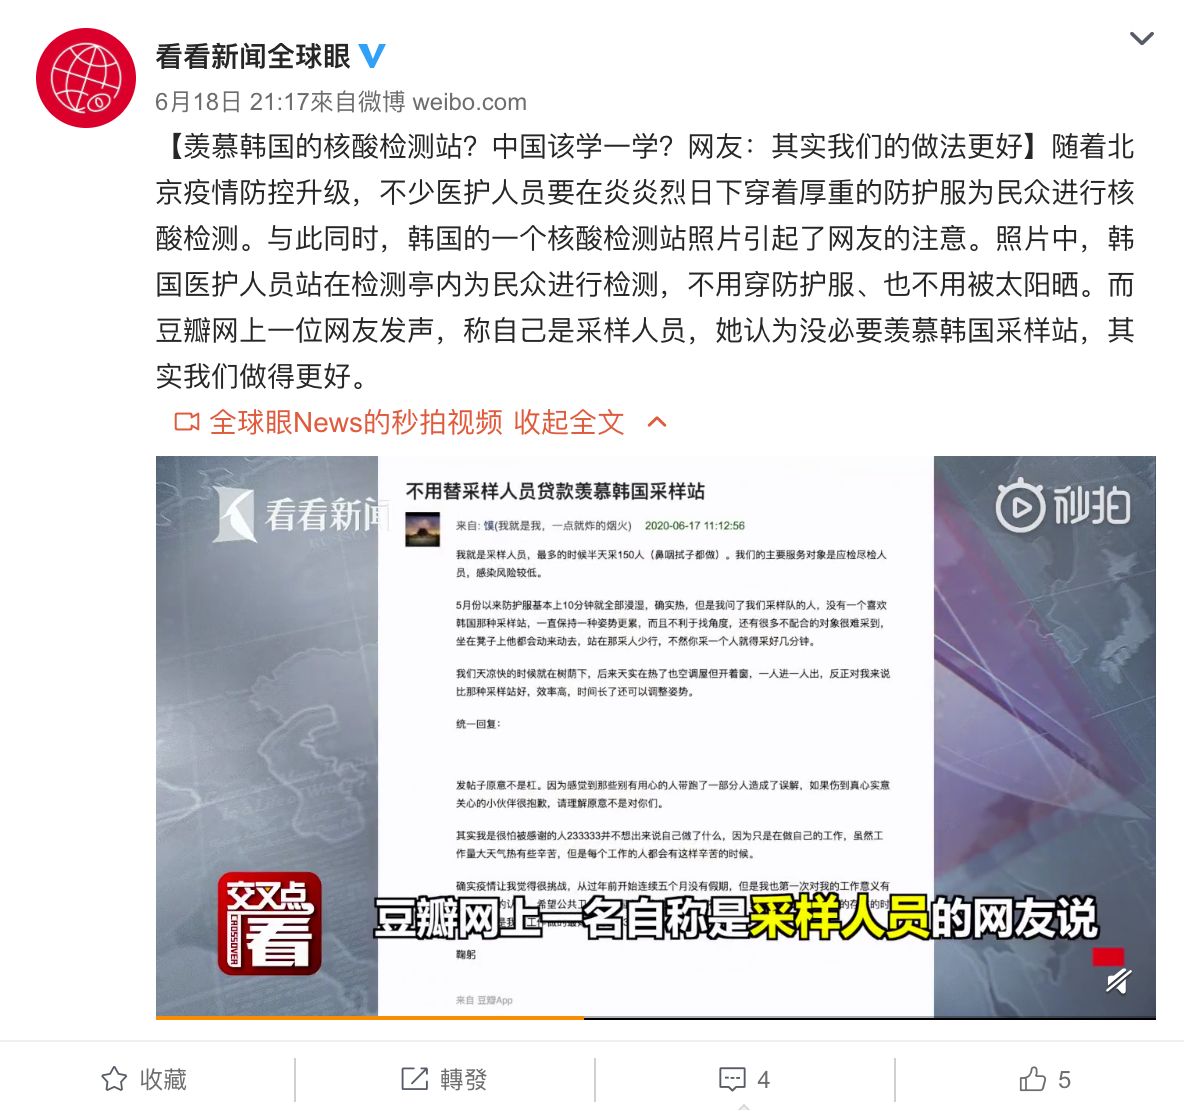 看看新闻全球眼
6月18日 21:17來自微博 weibo.com
【羡慕韩国的核酸检测站？中国该学一学？网友：其实我们的做法更好】随着北
京疫情防控升级，不少医护人员要在炎炎烈日下穿着厚重的防护服为民众进行核
酸检测。与此同时，韩国的一个核酸检测站照片引起了网友的注意。照片中，韩
国医护人员站在检测亭内为民众进行检测，不用穿防护服、也不用被太阳晒。而
豆瓣网上一位网友发声，称自己是采样人员，她认为没必要羡慕韩国采样站，其
实我们做得更好。
全球眼News的秒拍视频 收起全文
看看新闻
秒拍
不用替采样人员贷款羡慕韩国采样站
来自: 馍(我就是我，一点就炸的烟火) 2020-06-17 11:12:56
我就是采样人员，最多的时候半天采150人（鼻咽拭子都做）。我们的主要服务对象是应检尽检人
员，感染风险较低。
5月份以来防护服基本上10分钟就全部漫湿，确实热，但是我问了我们采样队的人，没有一个喜欢
韩国那种采样站，一直保持一种姿势更累，而且不利于找角度，还有很多不配合的对象很难采到，
坐在凳子上他都会动来动去，站在那采人少行，不然你采一个人就得采好几分钟。
我们天凉快的时候就在树荫下，后来天实在热了也空调屋但开着窗，一人进一人出，反正对我来说
比那种采样站好，效率高，时间长了还可以调整姿势。
统一回复：
发帖子原意不是杠。因为感觉到那些别有用心的人带跑了一部分人造成了误解，如果伤到真心实意
关心的小伙伴很抱歉，请理解原意不是对你们。
其实我是很怕被感谢的人233333并不想出来说自己做了什么，因为只是在做自己的工作，虽然工
作量大天气热有些辛苦，但是每个工作的人都会有这样辛苦的时候。
确实疫情让我觉得很挑战，从过年前开始连续五个月没有假期，但是我也第一次对我的工作意义有
豆瓣网上一名自称是采样人员的网友说
鞠躬
来自 豆瓣App
交叉点
看
CROSSOVER
收藏
轉發
4
5